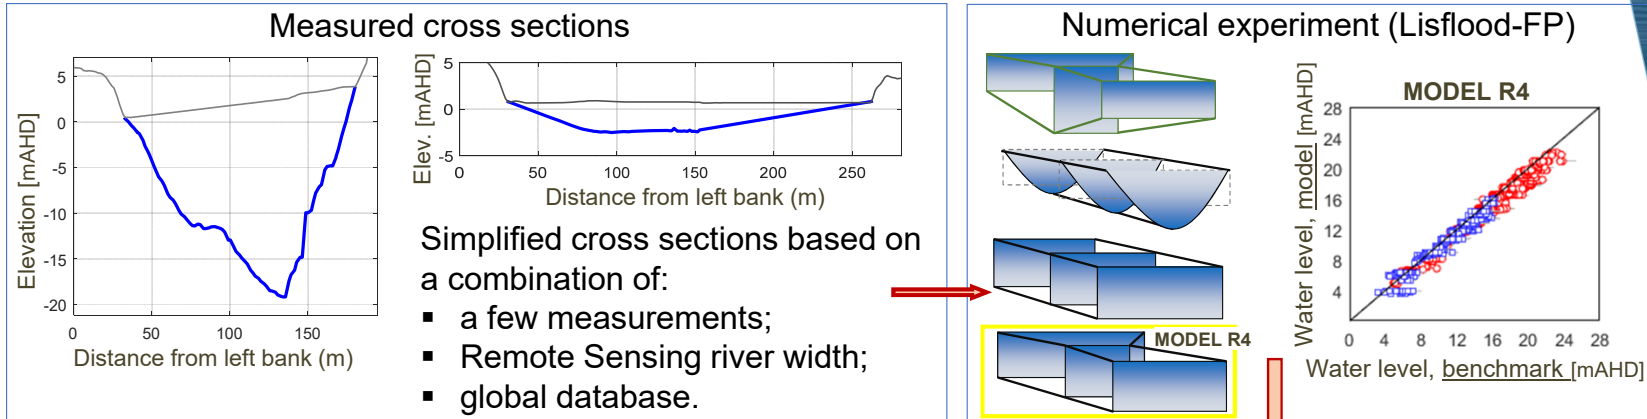 Measured cross sections
Elevation [mAHD]
5
0
-5
-10
-15
-20
0
50
100
150
Distance from left bank (m)
Elev. [mAHD]
5
0
-5
0
50
100
150
200
250
Distance from left bank (m)
Simplified cross sections based on
a combination of:
▪ a few measurements;
▪ Remote Sensing river width;
▪ global database.
Numerical experiment (Lisflood-FP)
MODEL R4
MODEL R4
Water level, model [mAHD]
28
24
20
16
12
8
4
0
4
8
12
16
20
24
28
Water level, benchmark [mAHD]